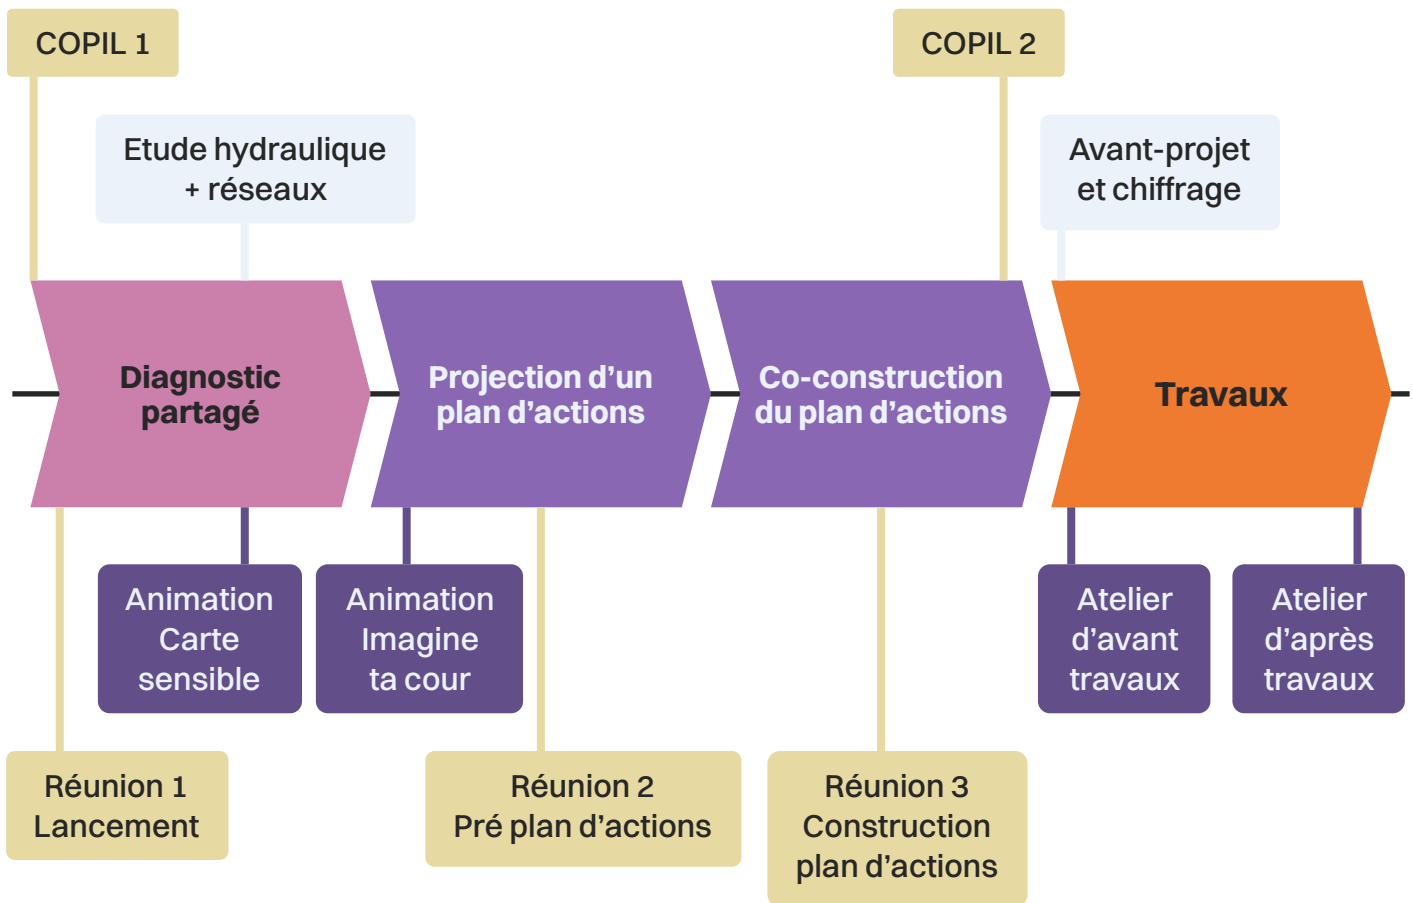 COPIL 1
COPIL 2
Etude hydraulique
+ réseaux
Avant-projet
et chiffrage
Diagnostic
partagé
Projection d’un
plan d’actions
Co-construction
du plan d’actions
Travaux
Animation
Carte
sensible
Animation
Imagine
ta cour
Atelier
d’avant
travaux
Atelier
d’après
travaux
Réunion 1
Lancement
Réunion 2
Pré plan d’actions
Réunion 3
Construction
plan d’actions